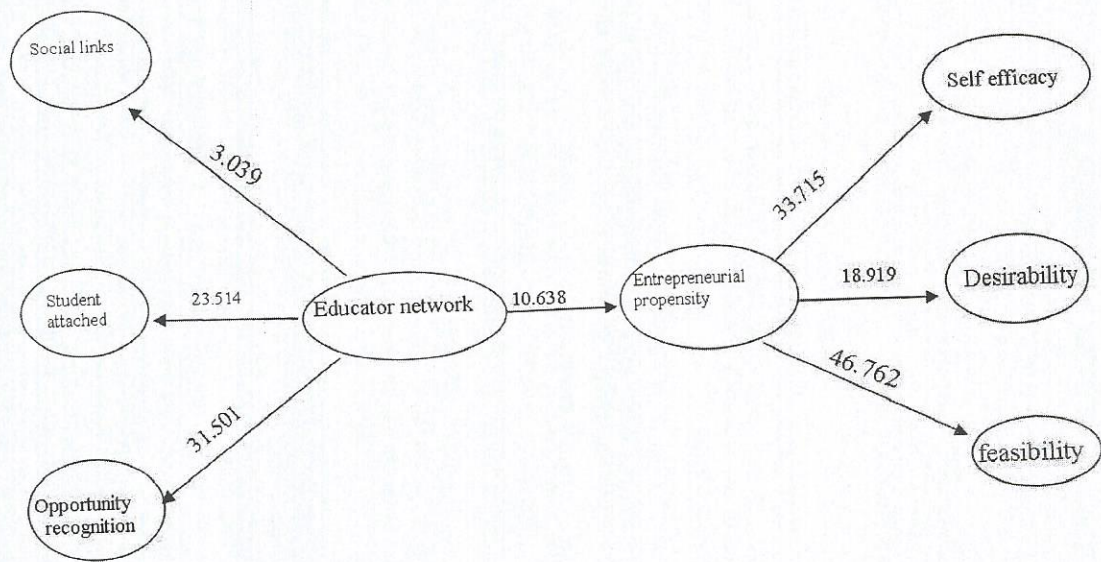 Social links
Self efficacy
3.039
33.715
Student
attached
23.514
Educator network
10.638
Entrepreneurial
propensity
18.919
Desirability
46.762
31.501
feasibility
Opportunity
recognition